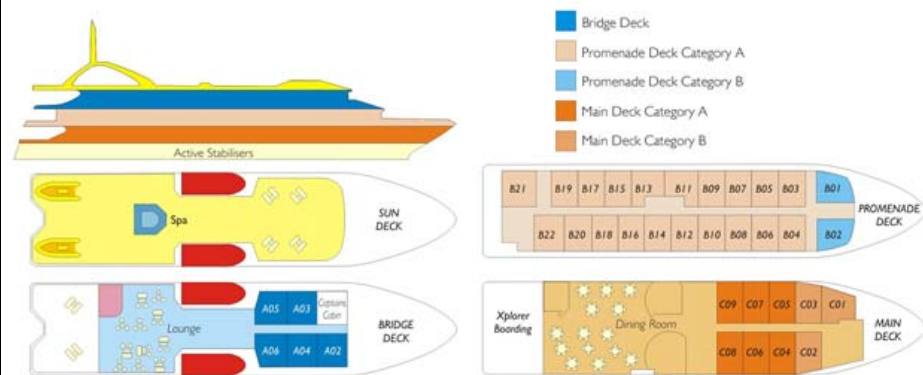 Bridge Deck
Promenade Deck Category A
Promenade Deck Category B
Main Deck Category A
Main Deck Category B
Active Stabilisers
Spa
SUN
DECK
B21 B19 B17 B15 B13 B11 B09 B07 B05 B03 B01
B22 B20 B18 B16 B14 B12 B10 B08 B06 B04 B02
PROMENADE
DECK
Lounge
A05 A03 Captains
Cabin
A06 A04 A02
BRIDGE
DECK
Xplorer
Boarding
Dining Room
C09 C07 C05 C03 C01
C08 C06 C04 C02
MAIN
DECK